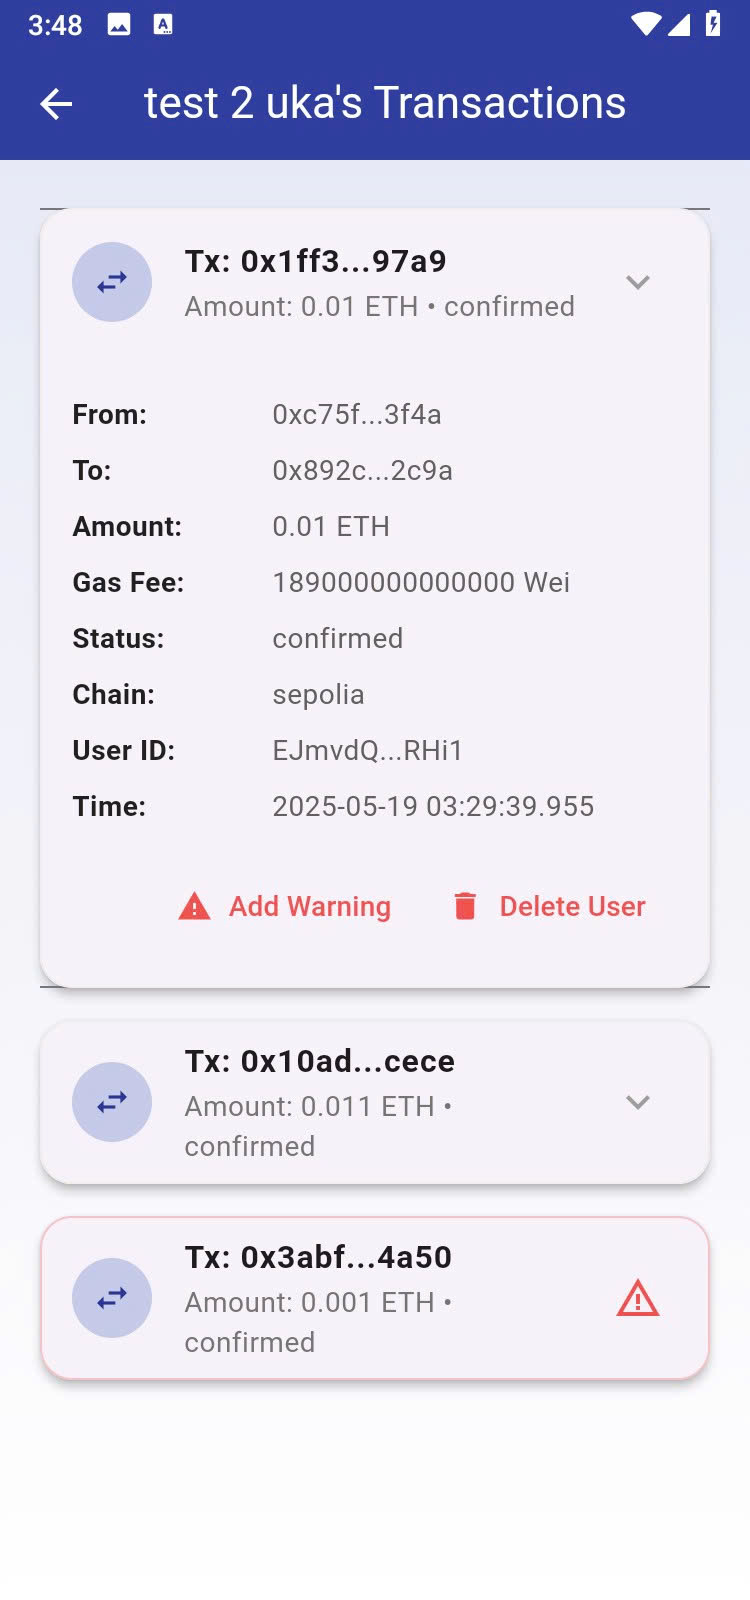 3:48
test 2 uka's Transactions
Tx: 0x1ff3...97a9
Amount: 0.01 ETH • confirmed
From: 0xc75f...3f4a
To: 0x892c...2c9a
Amount: 0.01 ETH
Gas Fee: 189000000000000 Wei
Status: confirmed
Chain: sepolia
User ID: EJmvdQ...RHi1
Time: 2025-05-19 03:29:39.955
Add Warning Delete User
Tx: 0x10ad...cece
Amount: 0.011 ETH •
confirmed
Tx: 0x3abf...4a50
Amount: 0.001 ETH •
confirmed